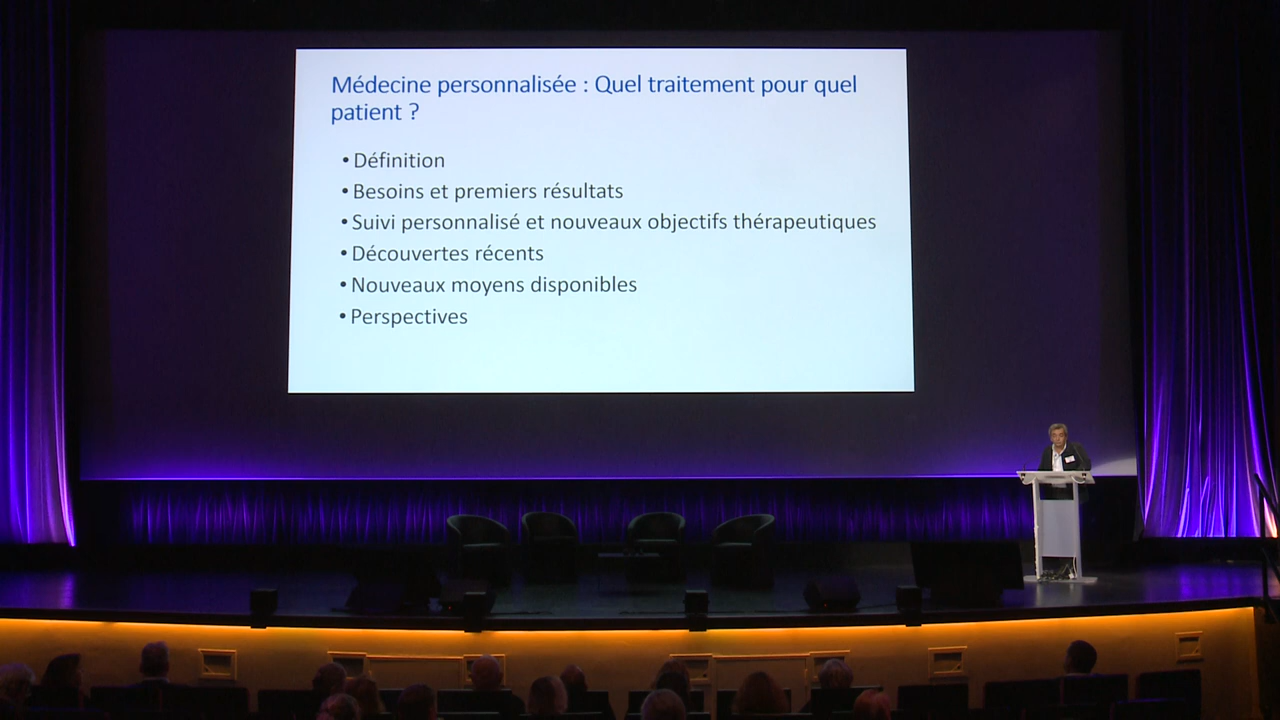 Médecine personnalisée : Quel traitement pour quel
patient ?
• Définition
• Besoins et premiers résultats
• Suivi personnalisé et nouveaux objectifs thérapeutiques
• Découvertes récents
• Nouveaux moyens disponibles
• Perspectives